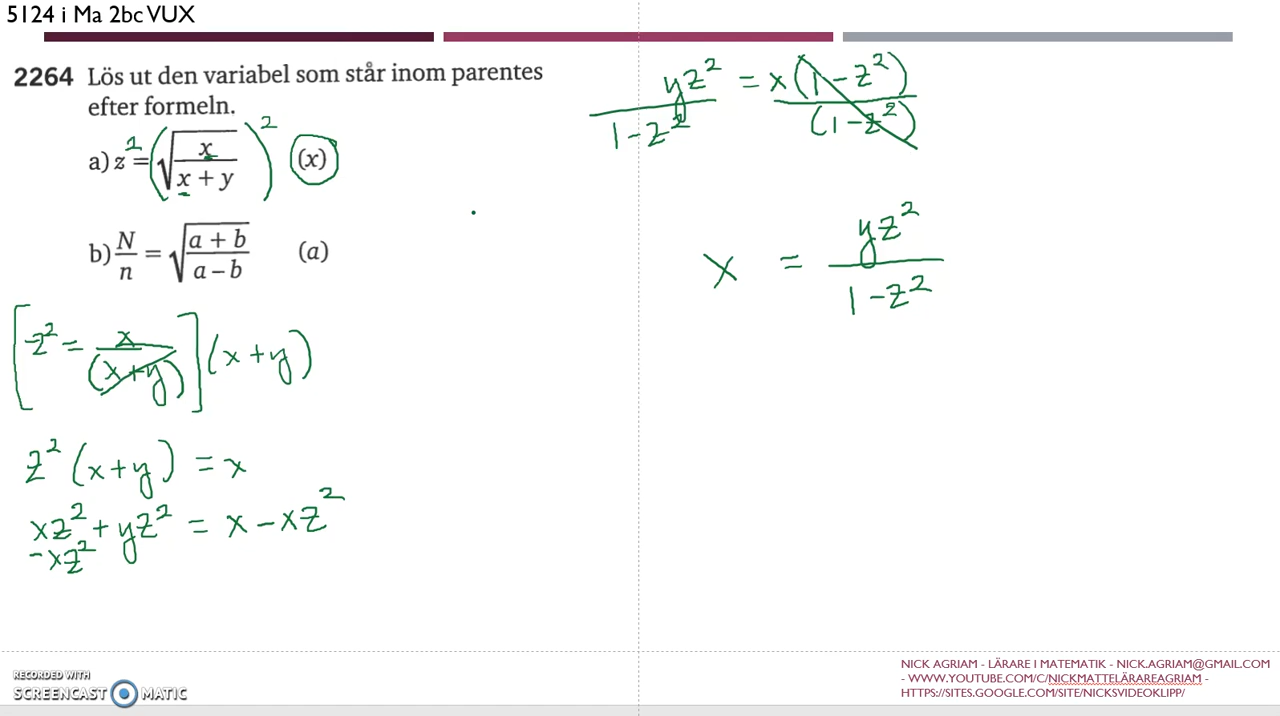 5124 i Ma 2bc VUX
2264 Lös ut den variabel som står inom parentes
efter formeln.
a) z² = (√(x/(x + y)))² (x)
b) N/n = √((a + b)/(a – b)) (a)
[z² = x/(x+y)] (x+y)
z² (x+y) = x
xz² + yz² = x – xz²
–xz²
yz²/(1–z²) = x(1–z²)/(1–z²)
x = yz²/(1–z²)
RECORDED WITH
SCREENCAST MATIC
NICK AGRIAM - LÄRARE I MATEMATIK - NICK.AGRIAM@GMAIL.COM
- WWW.YOUTUBE.COM/C/NICKMATTELÄRAREAGRIAM -
HTTPS://SITES.GOOGLE.COM/SITE/NICKSVIDEOKLIPP/